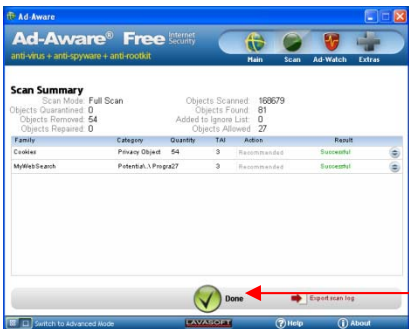 Ad-Aware
Ad-Aware® Free Internet Security
anti-virus + anti-spyware + anti-rootkit
Main Scan Ad-Watch Extras
Scan Summary
Scan Mode: Full Scan Objects Scanned: 168679
Objects Quarantined: 0 Objects Found: 81
Objects Removed: 54 Added to Ignore List: 0
Objects Repaired: 0 Objects Allowed: 27
Family Category Quantity TAI Action Result
Cookies Privacy Object 54 3 Recommended Successful
MyWebSearch Potential..\ Progra27 3 Recommended Successful
Done Export scan log
Switch to Advanced Mode LAVASOFT Help About